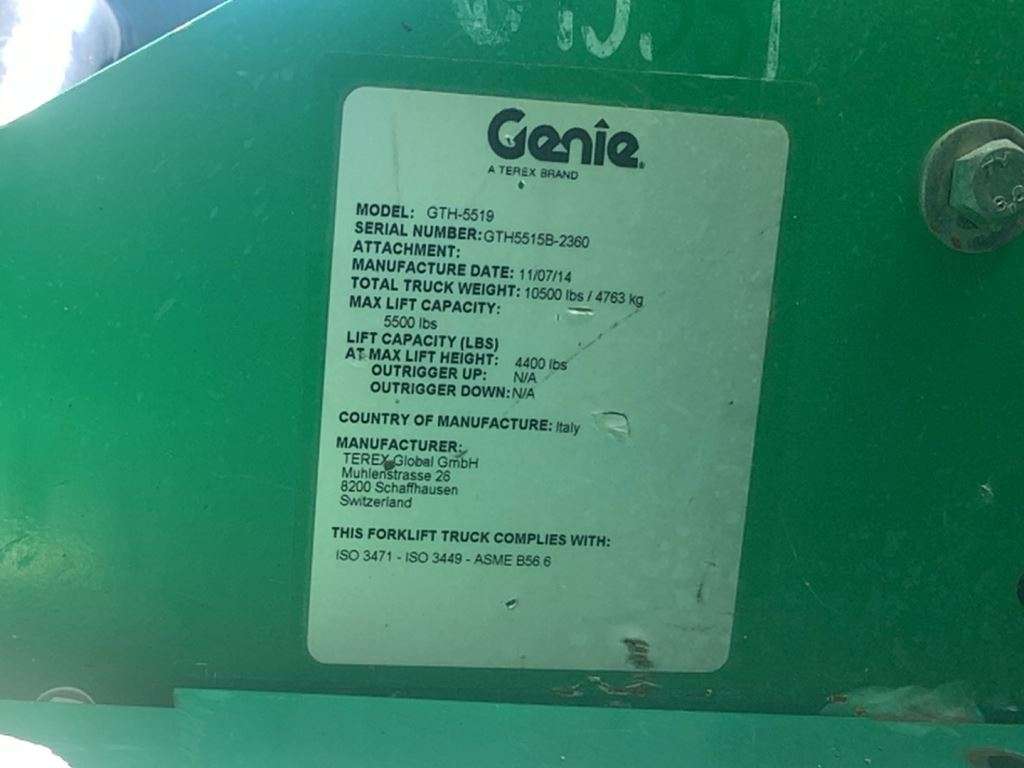 Genie
A TEREX BRAND
MODEL: GTH-5519
SERIAL NUMBER: GTH5515B-2360
ATTACHMENT:
MANUFACTURE DATE: 11/07/14
TOTAL TRUCK WEIGHT: 10500 lbs / 4763 kg
MAX LIFT CAPACITY:
5500 lbs
LIFT CAPACITY (LBS)
AT MAX LIFT HEIGHT: 4400 lbs
OUTRIGGER UP: N/A
OUTRIGGER DOWN: N/A
COUNTRY OF MANUFACTURE: Italy
MANUFACTURER:
TEREX Global GmbH
Muhlenstrasse 26
8200 Schaffhausen
Switzerland
THIS FORKLIFT TRUCK COMPLIES WITH:
ISO 3471 - ISO 3449 - ASME B56.6